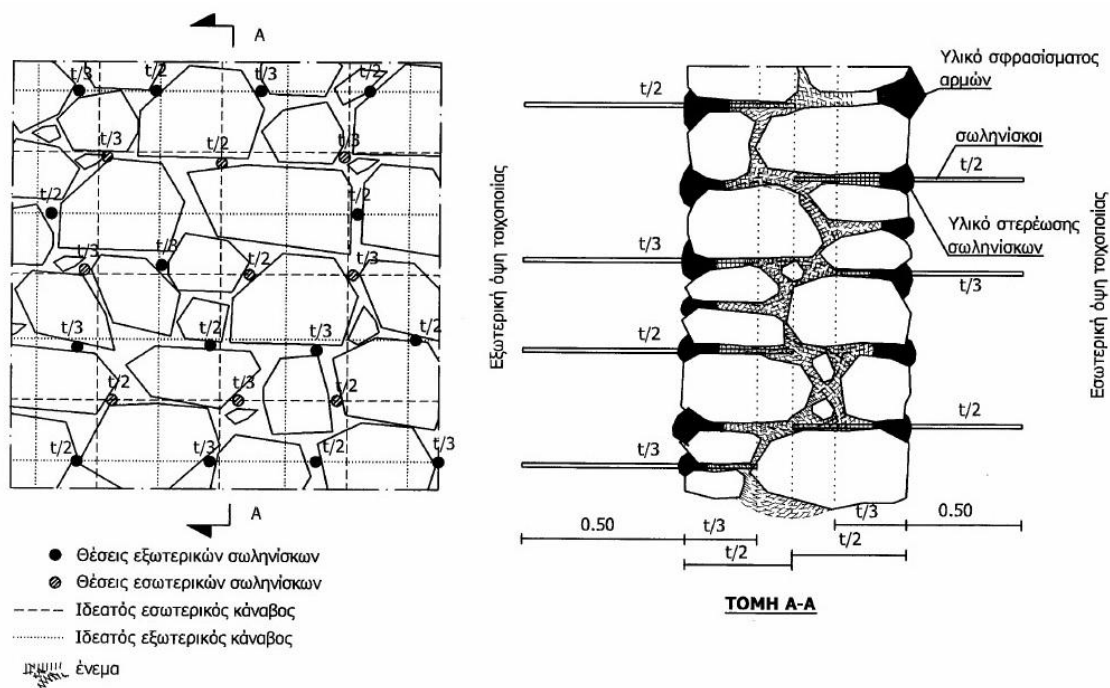 A
t/3 t/2 t/3 t/2
t/3 t/2 t/3
t/2 t/2
t/3 t/3 t/2 t/3
t/3 t/2 t/3 t/2
t/2 t/3 t/2
t/2 t/3 t/2 t/3
A
Θέσεις εξωτερικών σωληνίσκων
Θέσεις εσωτερικών σωληνίσκων
Ιδεατός εσωτερικός κάναβος
Ιδεατός εξωτερικός κάναβος
ένεμα
Εξωτερική όψη τοιχοποιίας
t/2
t/3
t/2
t/3
Υλικό σφρασίσματος
αρμών
σωληνίσκοι
t/2
Υλικό στερέωσης
σωληνίσκων
t/3
t/2
Εσωτερική όψη τοιχοποιίας
0.50 t/3 t/3 0.50
t/2 t/2
ΤΟΜΗ Α-Α